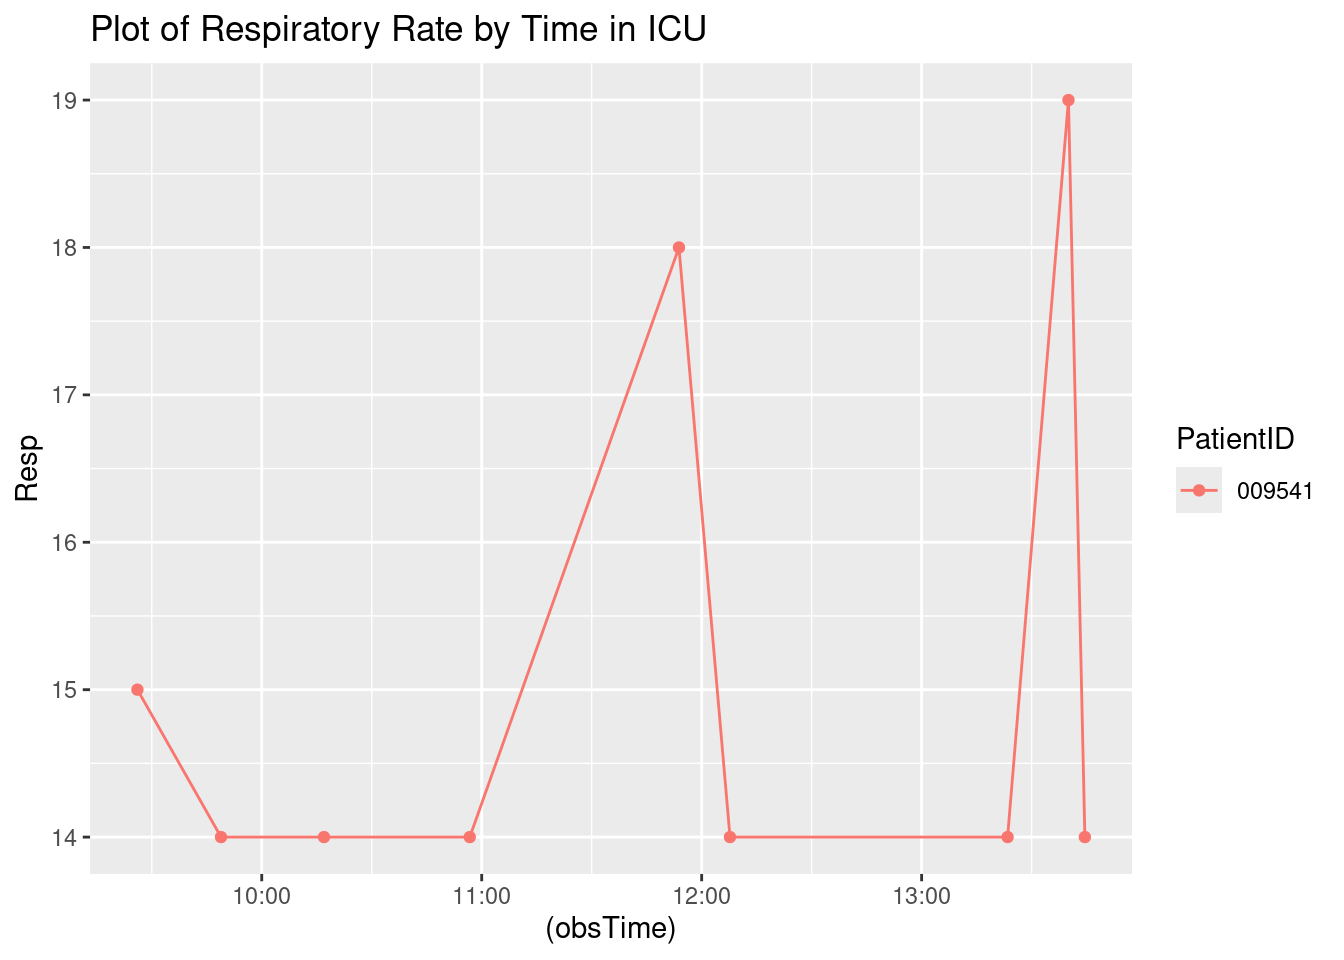 Plot of Respiratory Rate by Time in ICU
19
18
17
16
15
14
Resp
10:00 11:00 12:00 13:00
(obsTime)
PatientID
009541